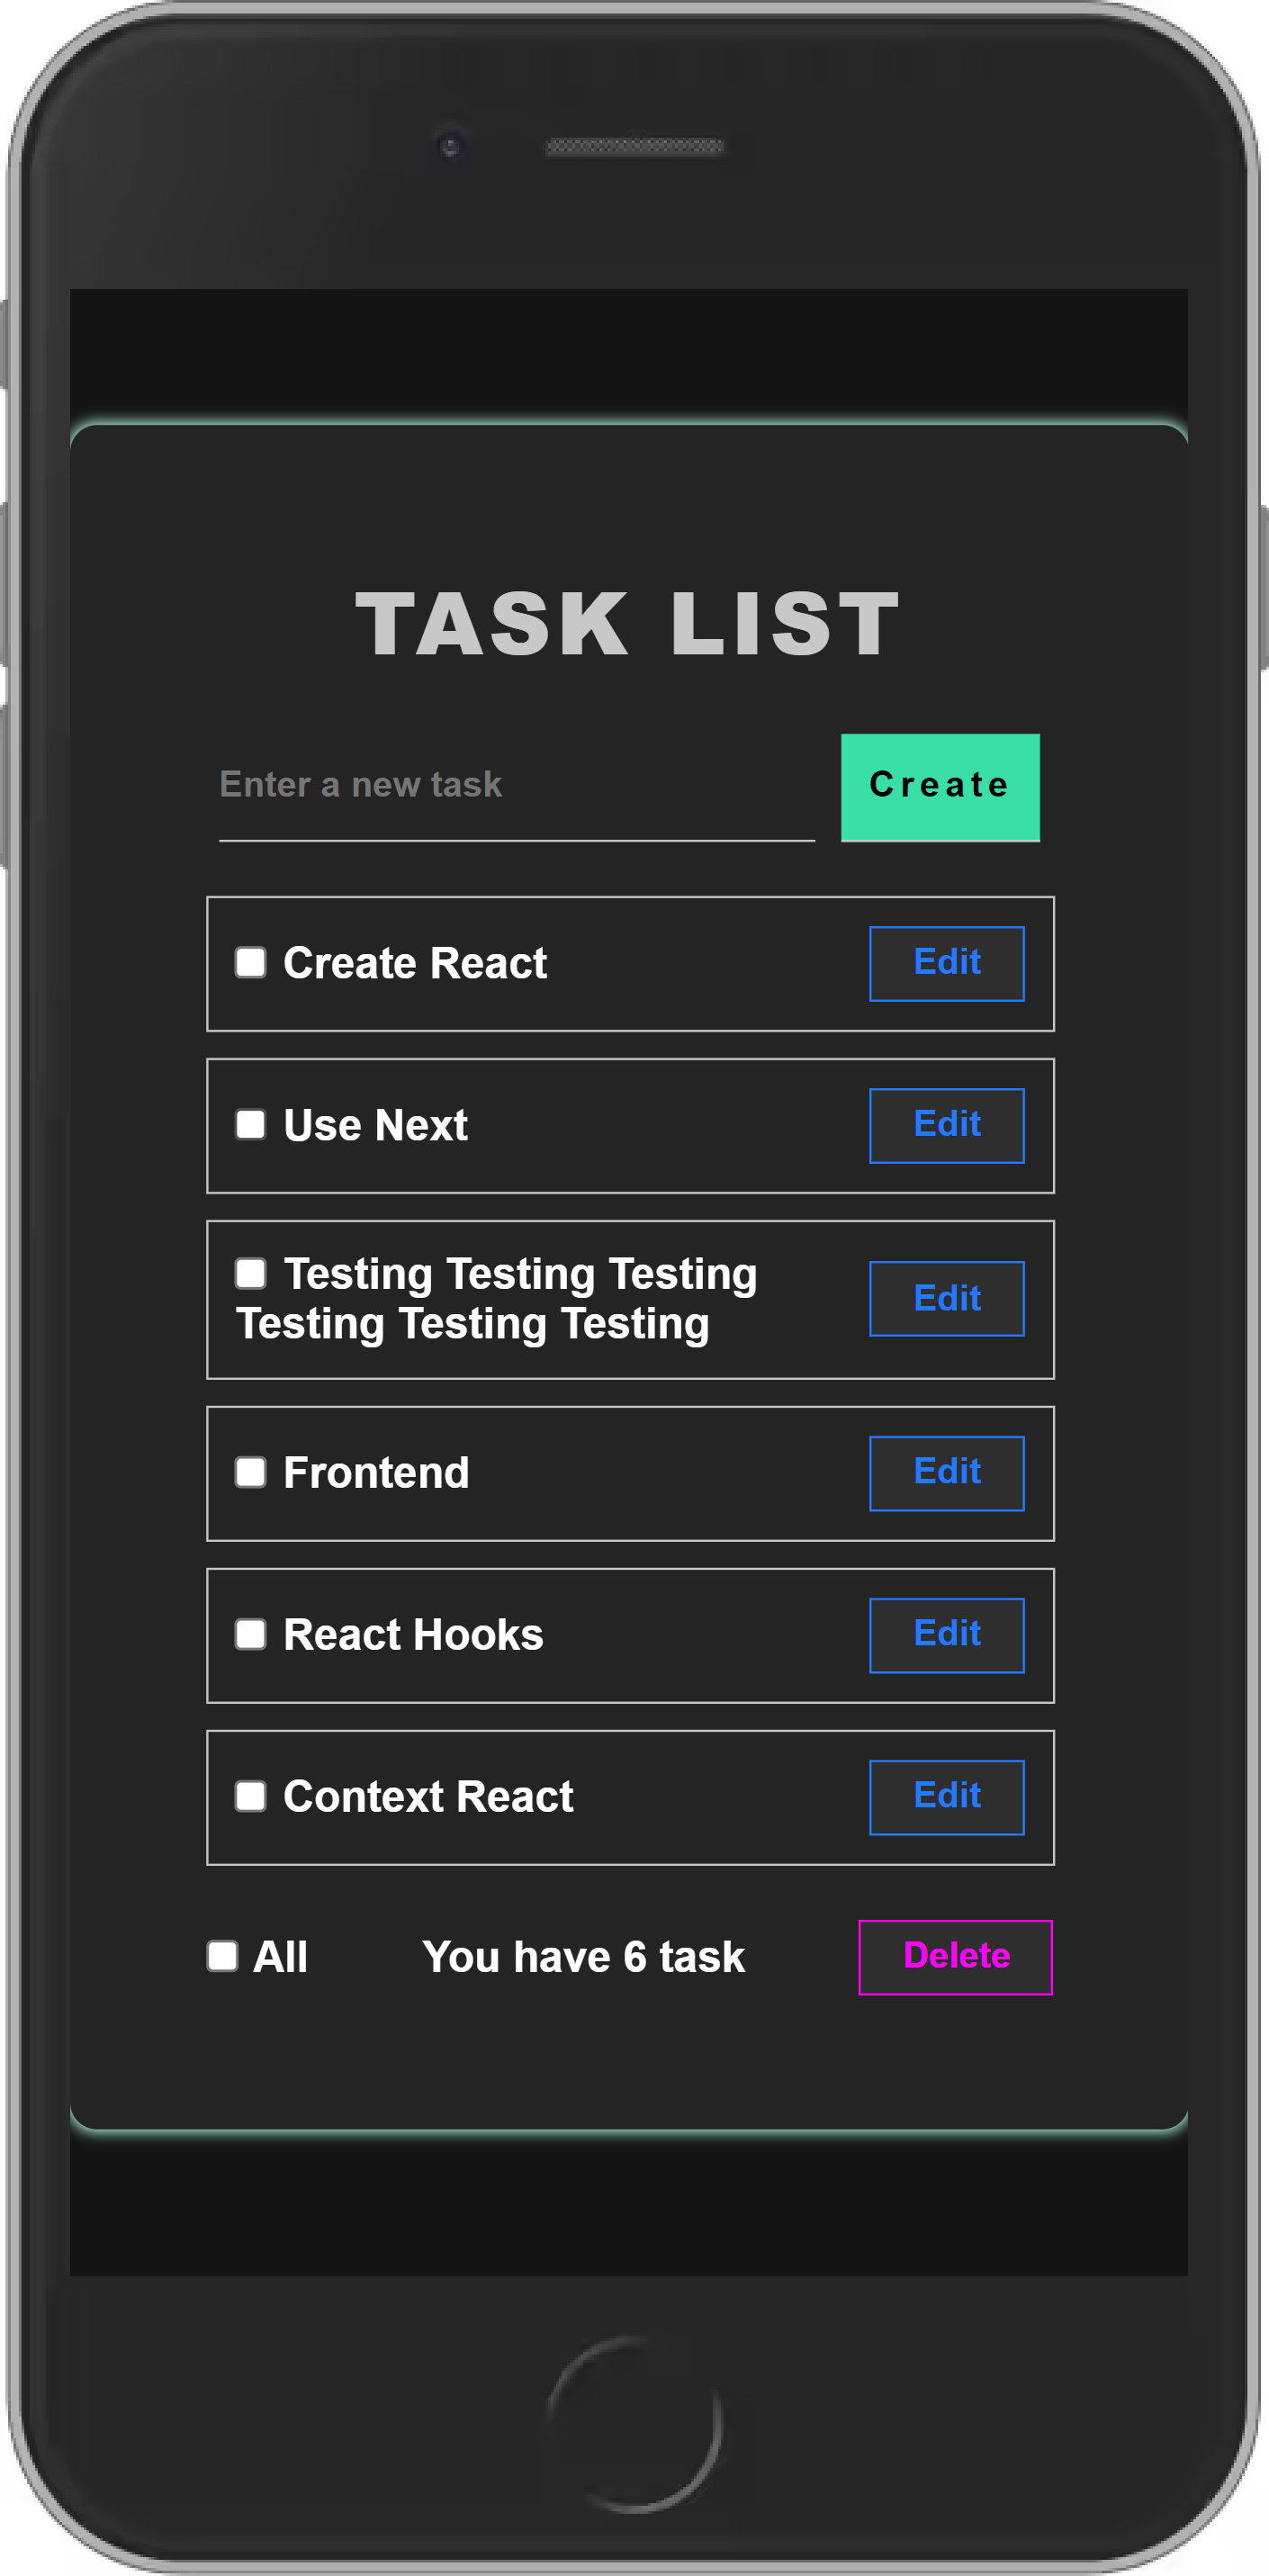 TASK LIST
Enter a new task
Create
Create React
Edit
Use Next
Edit
Testing Testing Testing
Testing Testing Testing
Edit
Frontend
Edit
React Hooks
Edit
Context React
Edit
All
You have 6 task
Delete